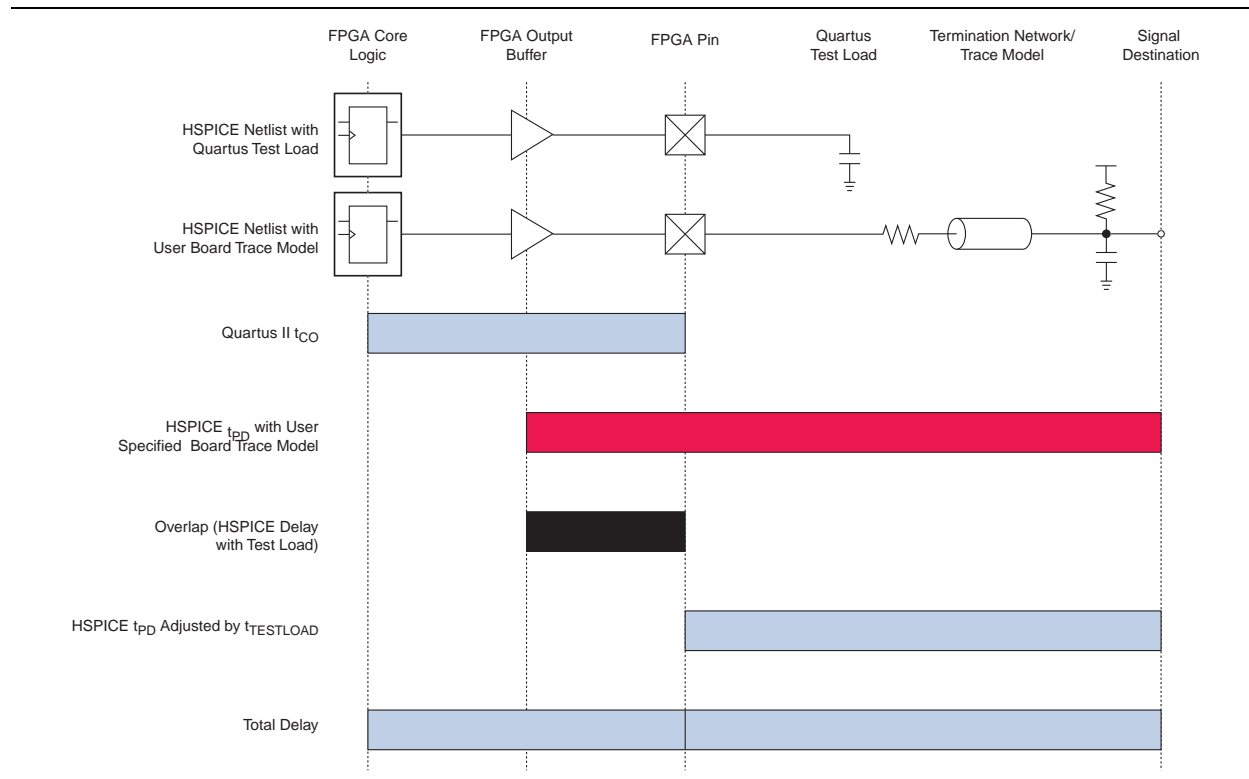 FPGA Core
Logic
FPGA Output
Buffer
FPGA Pin
Quartus
Test Load
Termination Network/
Trace Model
Signal
Destination
HSPICE Netlist with
Quartus Test Load
HSPICE Netlist with
User Board Trace Model
Quartus II tCO
HSPICE tPD with User
Specified Board Trace Model
Overlap (HSPICE Delay
with Test Load)
HSPICE tPD Adjusted by tTESTLOAD
Total Delay